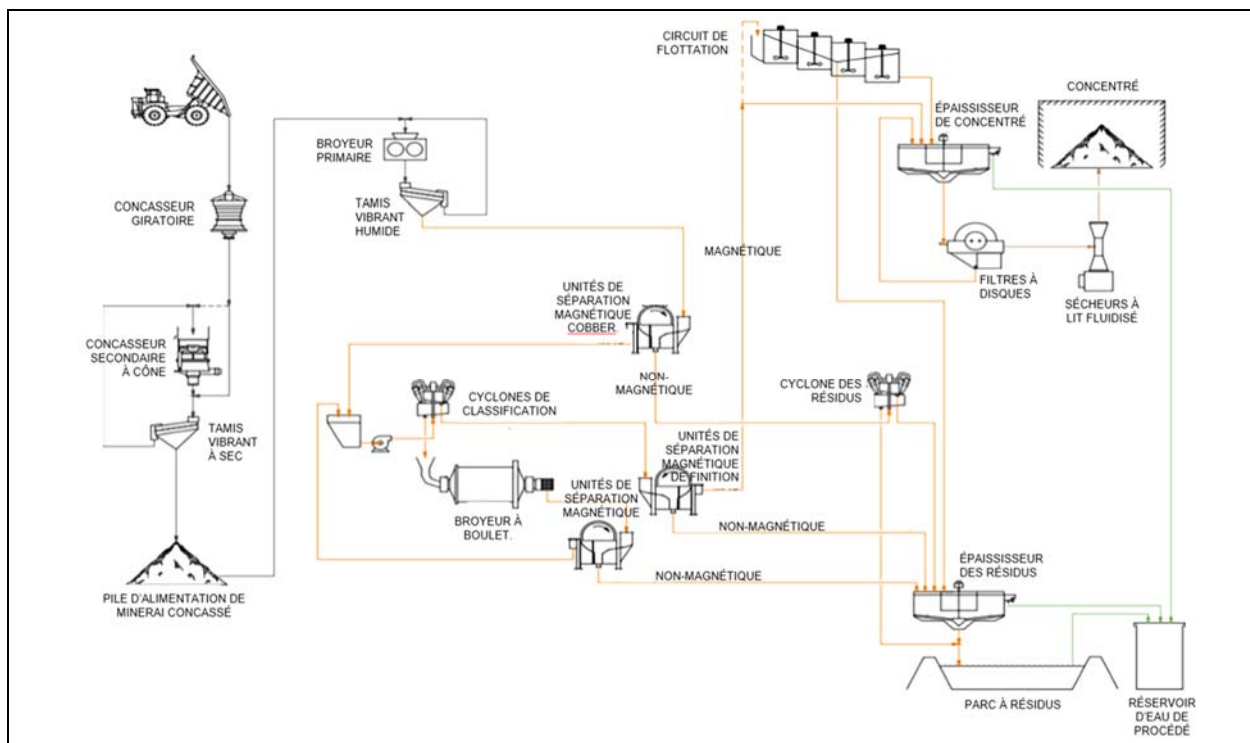 CIRCUIT DE
FLOTTATION
CONCENTRÉ
ÉPAISSISSEUR
DE CONCENTRÉ
BROYEUR
PRIMAIRE
CONCASSEUR
GIRATOIRE
TAMIS
VIBRANT
HUMIDE
MAGNÉTIQUE
FILTRES À
DISQUES
SÉCHEURS À
LIT FLUIDISÉ
UNITÉS DE
SÉPARATION
MAGNÉTIQUE
COBBER.
CONCASSEUR
SECONDAIRE
À CÔNE
NON-
MAGNÉTIQUE
CYCLONE DES
RÉSIDUS
CYCLONES DE
CLASSIFICATION
TAMIS
VIBRANT
À SEC
UNITÉS DE
SÉPARATION
MAGNÉTIQUE
DE FINITION
UNITÉS DE
SÉPARATION
MAGNÉTIQUE
BROYEUR À
BOULET.
NON-MAGNÉTIQUE
NON-MAGNÉTIQUE
ÉPAISSISSEUR
DES RÉSIDUS
PILE D'ALIMENTATION DE
MINERAI CONCASSÉ
PARC À RÉSIDUS
RÉSERVOIR
D'EAU DE
PROCÉDÉ